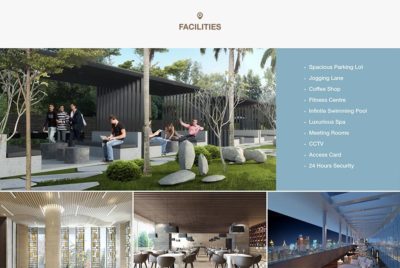 FACILITIES
Spacious Parking Lot
Jogging Lane
Coffee Shop
Fitness Centre
Infinita Swimming Pool
Luxurious Spa
Meeting Rooms
CCTV
Access Card
24 Hours Security